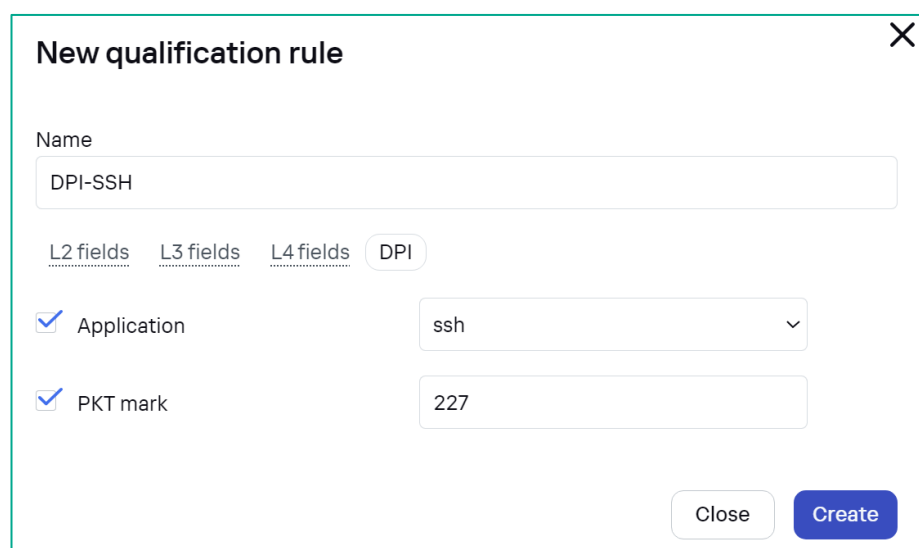 New qualification rule
Name
DPI-SSH
L2 fields L3 fields L4 fields DPI
Application ssh
PKT mark 227
Close Create